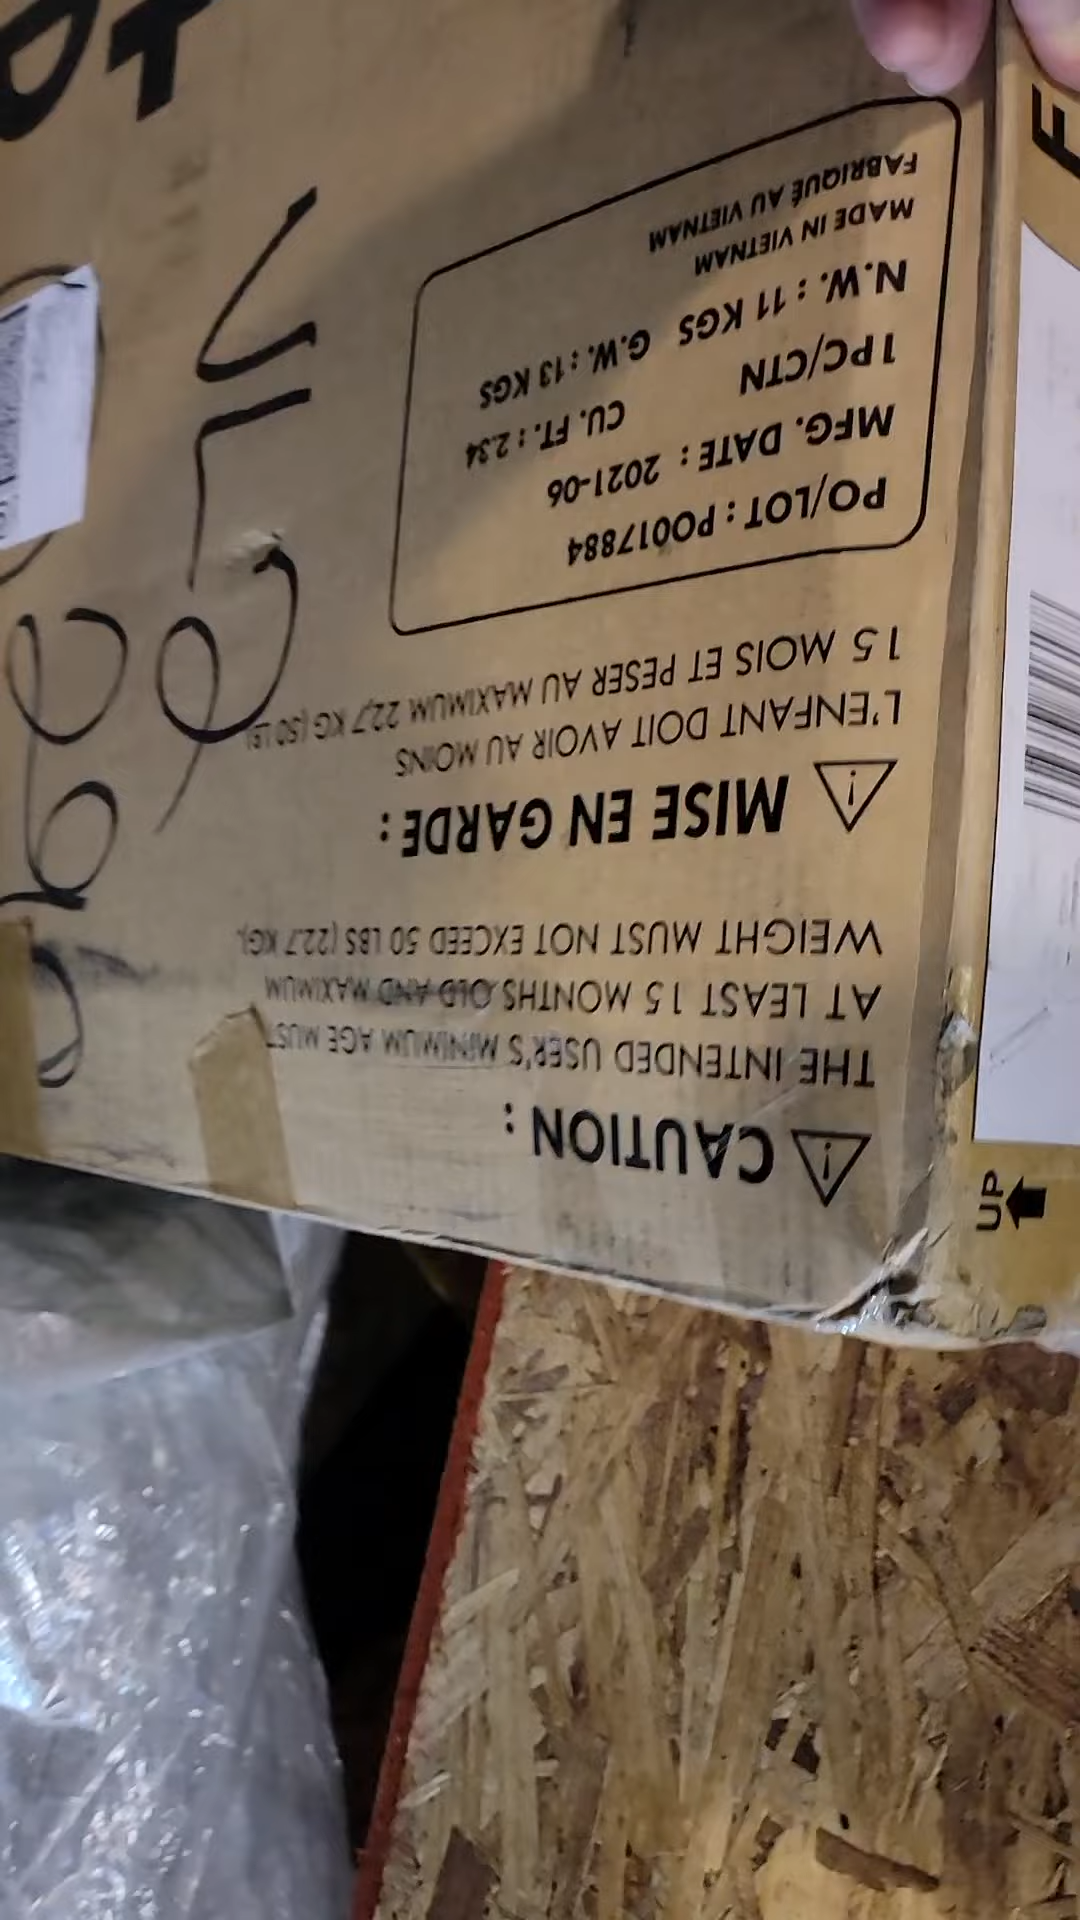 CAUTION :
THE INTENDED USER'S MINIMUM AGE MUST
AT LEAST 15 MONTHS OLD AND MAXIMUM
WEIGHT MUST NOT EXCEED 50 LBS (22.7 KG).
MISE EN GARDE :
L'ENFANT DOIT AVOIR AU MOINS
15 MOIS ET PESER AU MAXIMUM 22,7 KG (50 LB)
PO/LOT : PO017884
MFG. DATE : 2021-06
1 PC/CTN CU. FT. : 2.34
N.W. : 11 KGS G.W. : 13 KGS
MADE IN VIETNAM
FABRIQUÉ AU VIETNAM
UP